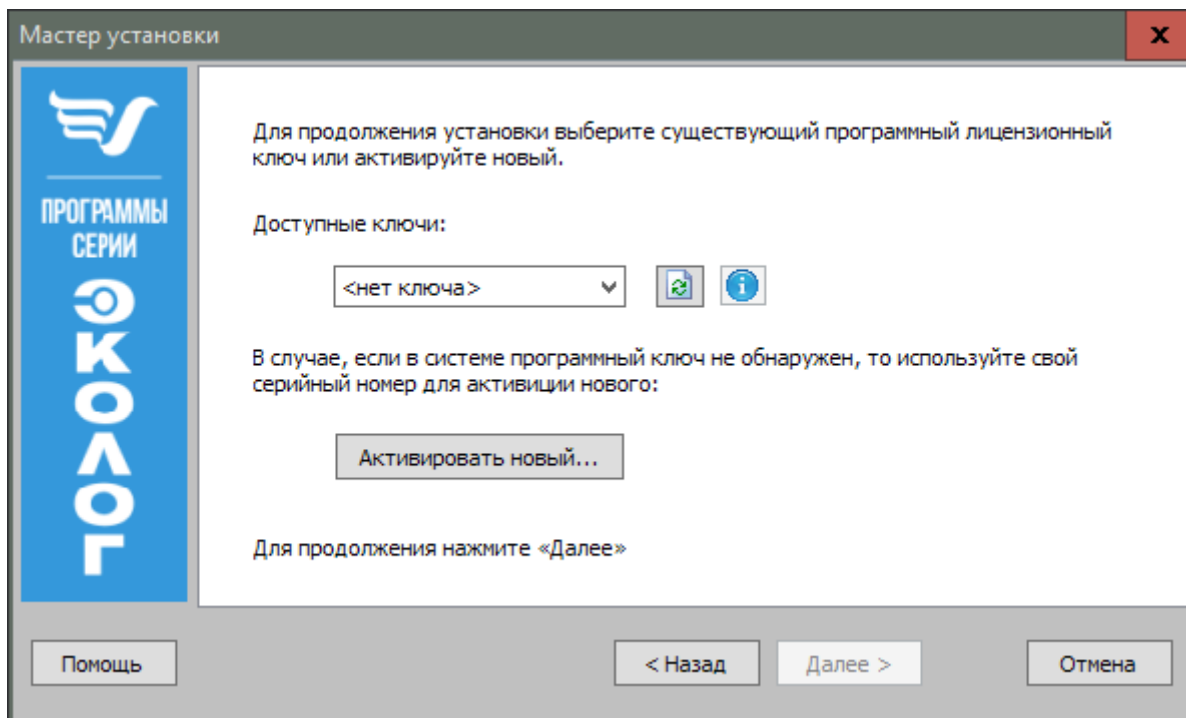 Мастер установки
x
ПРОГРАММЫ
СЕРИИ
ЭКОЛОГ
Для продолжения установки выберите существующий программный лицензионный
ключ или активируйте новый.
Доступные ключи:
<нет ключа>
В случае, если в системе программный ключ не обнаружен, то используйте свой
серийный номер для активиции нового:
Активировать новый...
Для продолжения нажмите «Далее»
Помощь
< Назад
Далее >
Отмена